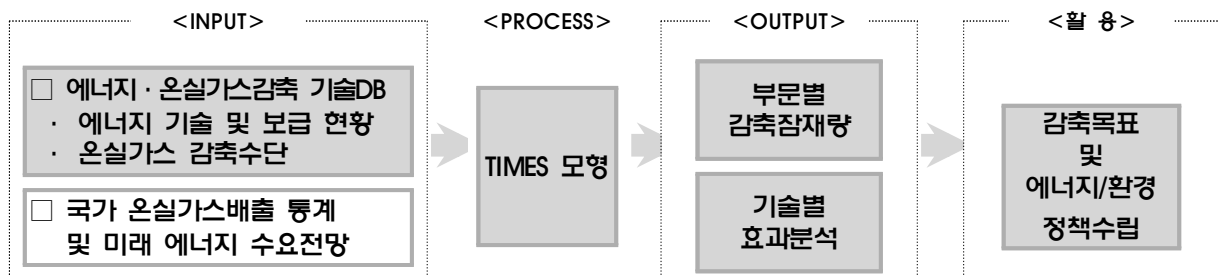 <INPUT>
□ 에너지 · 온실가스감축 기술DB
· 에너지 기술 및 보급 현황
· 온실가스 감축수단
□ 국가 온실가스배출 통계
및 미래 에너지 수요전망
<PROCESS>
TIMES 모형
<OUTPUT>
부문별
감축잠재량
기술별
효과분석
<활 용>
감축목표
및
에너지/환경
정책수립